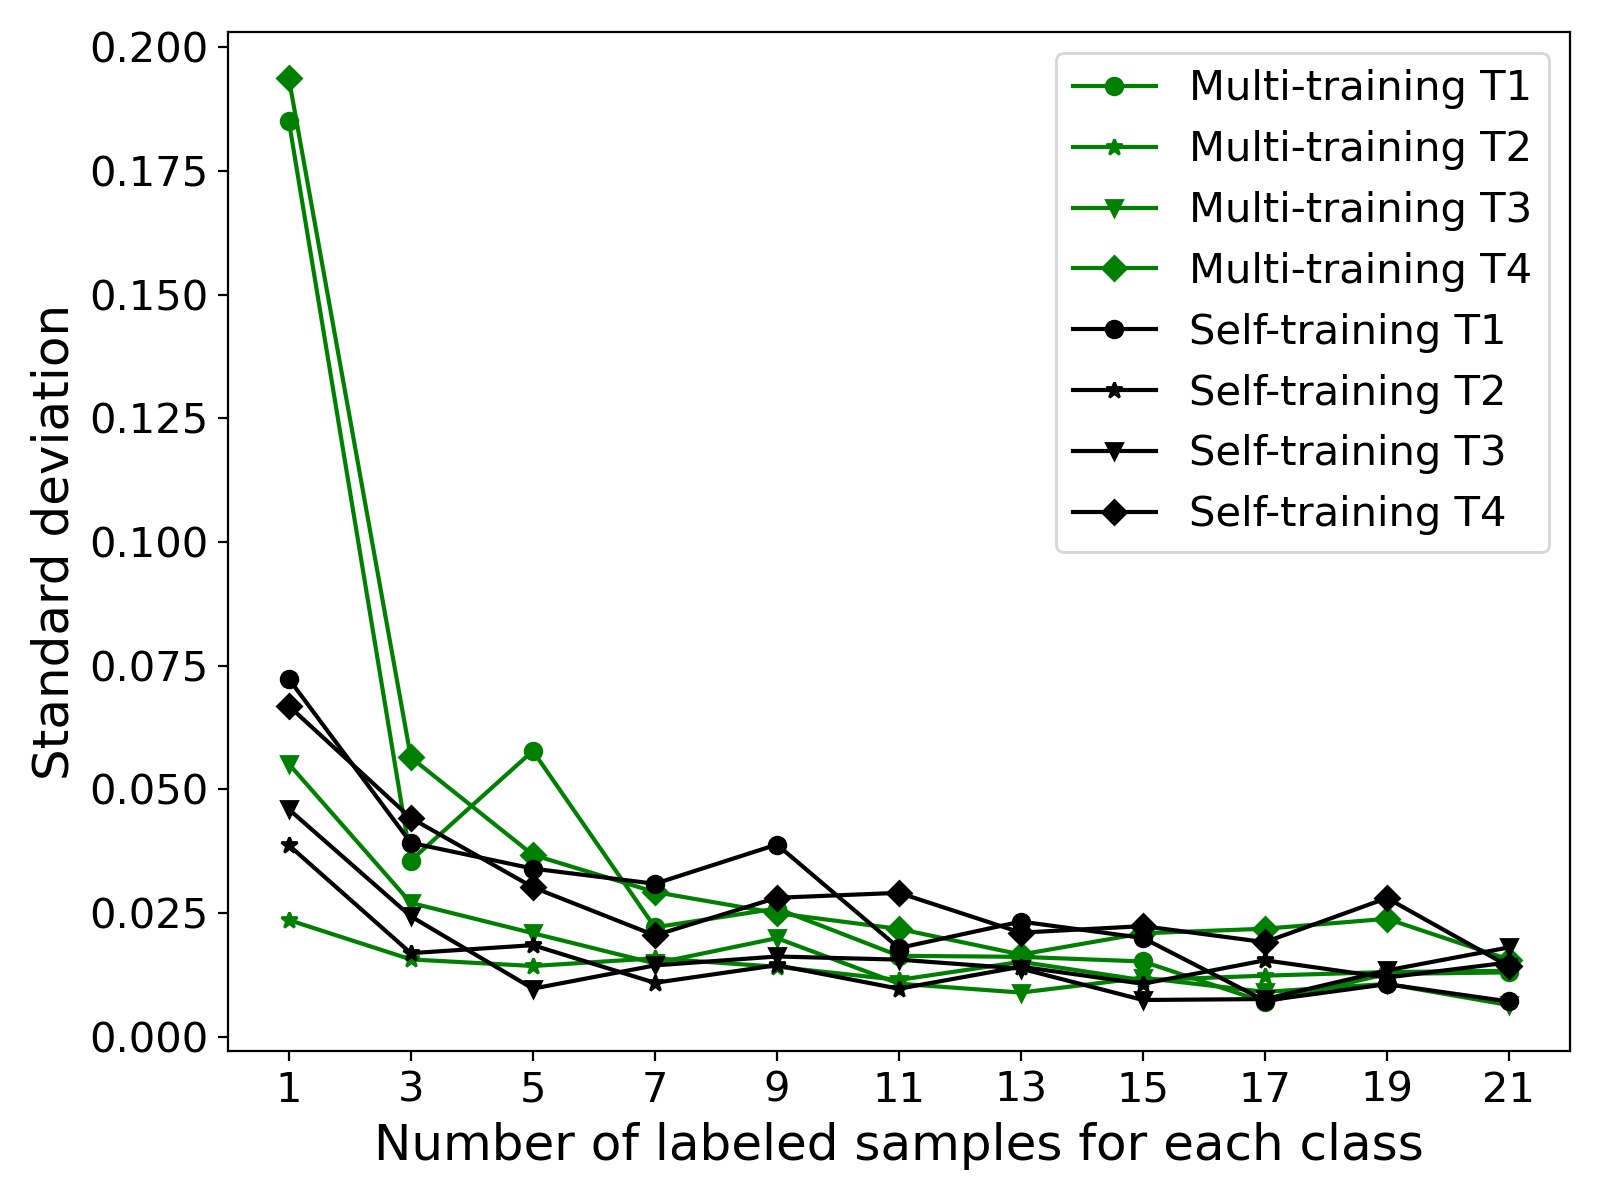 0.200
0.175
0.150
0.125
0.100
0.075
0.050
0.025
0.000
Standard deviation
1 3 5 7 9 11 13 15 17 19 21
Number of labeled samples for each class
Multi-training T1
Multi-training T2
Multi-training T3
Multi-training T4
Self-training T1
Self-training T2
Self-training T3
Self-training T4